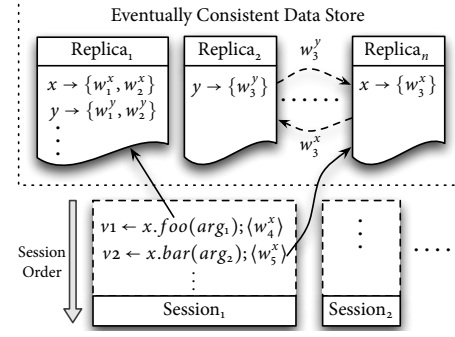 Eventually Consistent Data Store
Replica₁ Replica₂ Replicaₙ
x → {w₁ˣ, w₂ˣ}
y → {w₁ʸ, w₂ʸ}
⋮
y → {w₃ʸ}
w₃ʸ
......
w₃ˣ
x → {w₃ˣ}
Session Order
v1 ← x.foo(arg₁);⟨w₄ˣ⟩
v2 ← x.bar(arg₂);⟨w₅ˣ⟩
⋮
Session₁
⋮
Session₂
....